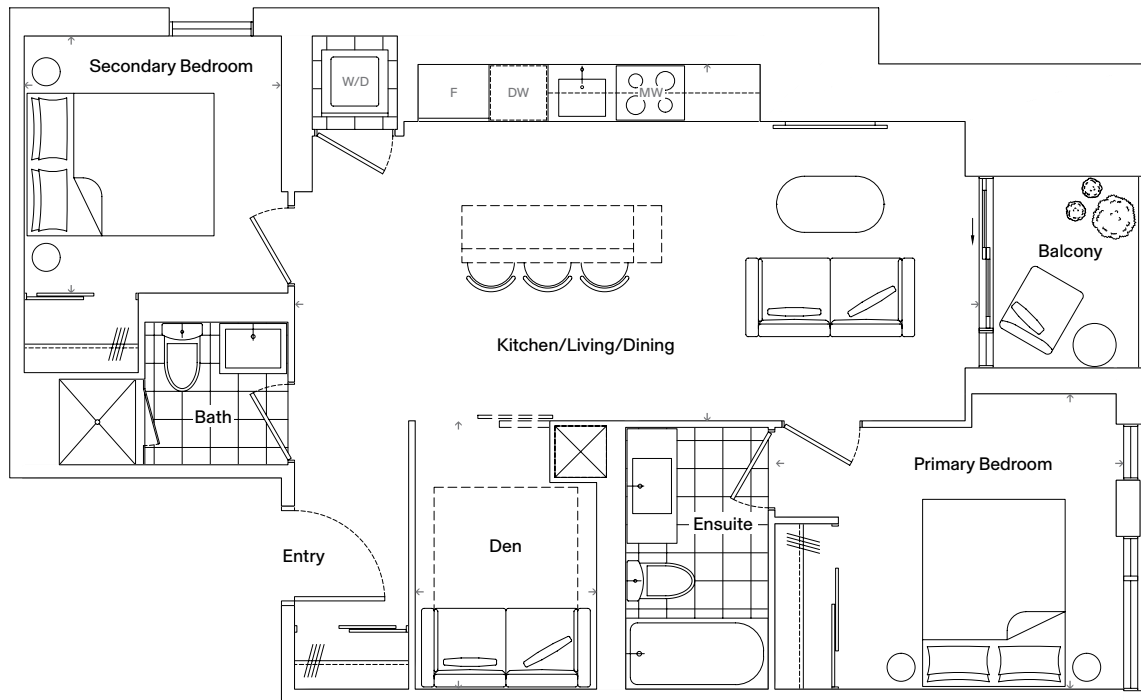 Secondary Bedroom
W/D
F
DW
MW
Balcony
Kitchen/Living/Dining
Bath
Primary Bedroom
Ensuite
Den
Entry